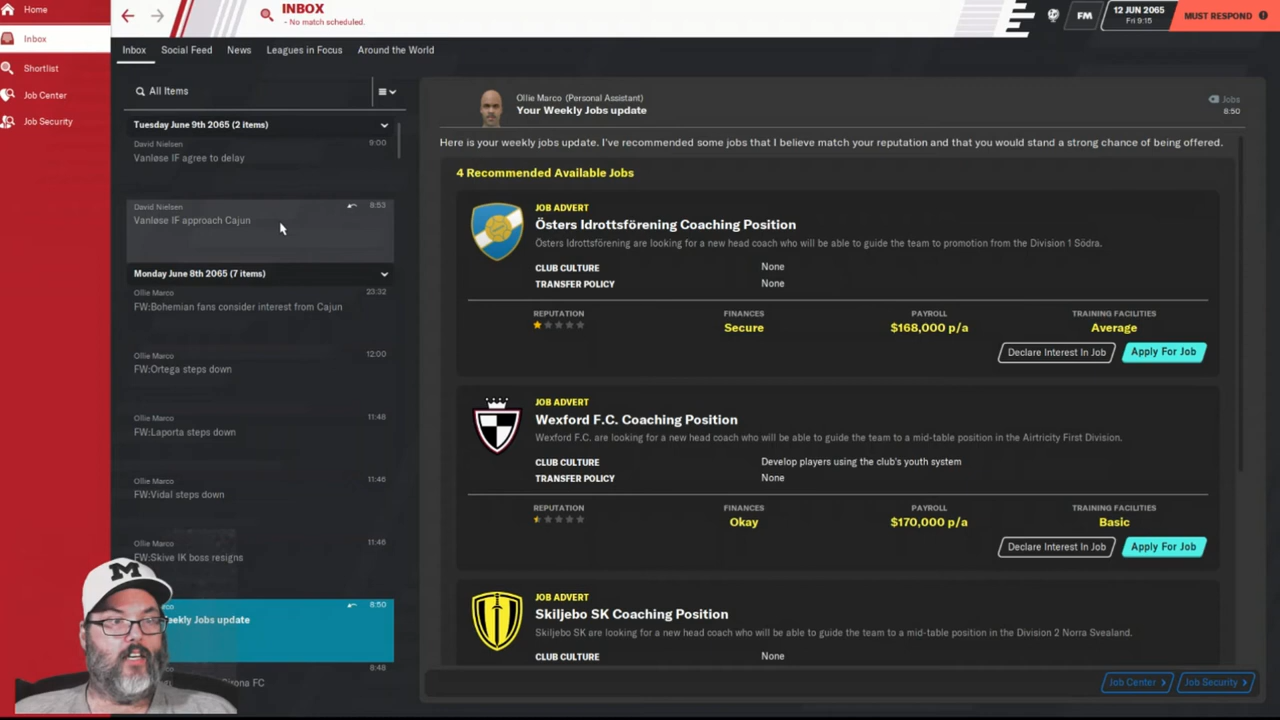 Home
Inbox
Shortlist
Job Center
Job Security
INBOX
- No match scheduled.
FM
12 JUN 2065
Fri 9:15
MUST RESPOND
Inbox
Social Feed
News
Leagues in Focus
Around the World
All Items
Tuesday June 9th 2065 (2 items)
David Nielsen
9:00
Vanløse IF agree to delay
David Nielsen
8:53
Vanløse IF approach Cajun
Monday June 8th 2065 (7 items)
Ollie Marco
23:32
FW:Bohemian fans consider interest from Cajun
Ollie Marco
12:00
FW:Ortega steps down
Ollie Marco
11:48
FW:Laporta steps down
Ollie Marco
11:46
FW:Vidal steps down
Ollie Marco
11:46
FW:Skive IK boss resigns
8:50
eekly Jobs update
8:48
irona FC
M
Ollie Marco (Personal Assistant)
Your Weekly Jobs update
Jobs
8:50
Here is your weekly jobs update. I've recommended some jobs that I believe match your reputation and that you would stand a strong chance of being offered.
4 Recommended Available Jobs
JOB ADVERT
Östers Idrottsförening Coaching Position
Östers Idrottsförening are looking for a new head coach who will be able to guide the team to promotion from the Division 1 Södra.
CLUB CULTURE
None
TRANSFER POLICY
None
REPUTATION
FINANCES
PAYROLL
TRAINING FACILITIES
Secure
$168,000 p/a
Average
Declare Interest In Job
Apply For Job
JOB ADVERT
Wexford F.C. Coaching Position
Wexford F.C. are looking for a new head coach who will be able to guide the team to a mid-table position in the Airtricity First Division.
CLUB CULTURE
Develop players using the club's youth system
TRANSFER POLICY
None
REPUTATION
FINANCES
PAYROLL
TRAINING FACILITIES
Okay
$170,000 p/a
Basic
Declare Interest In Job
Apply For Job
JOB ADVERT
Skiljebo SK Coaching Position
Skiljebo SK are looking for a new head coach who will be able to guide the team to a mid-table position in the Division 2 Norra Svealand.
CLUB CULTURE
None
Job Center >
Job Security >